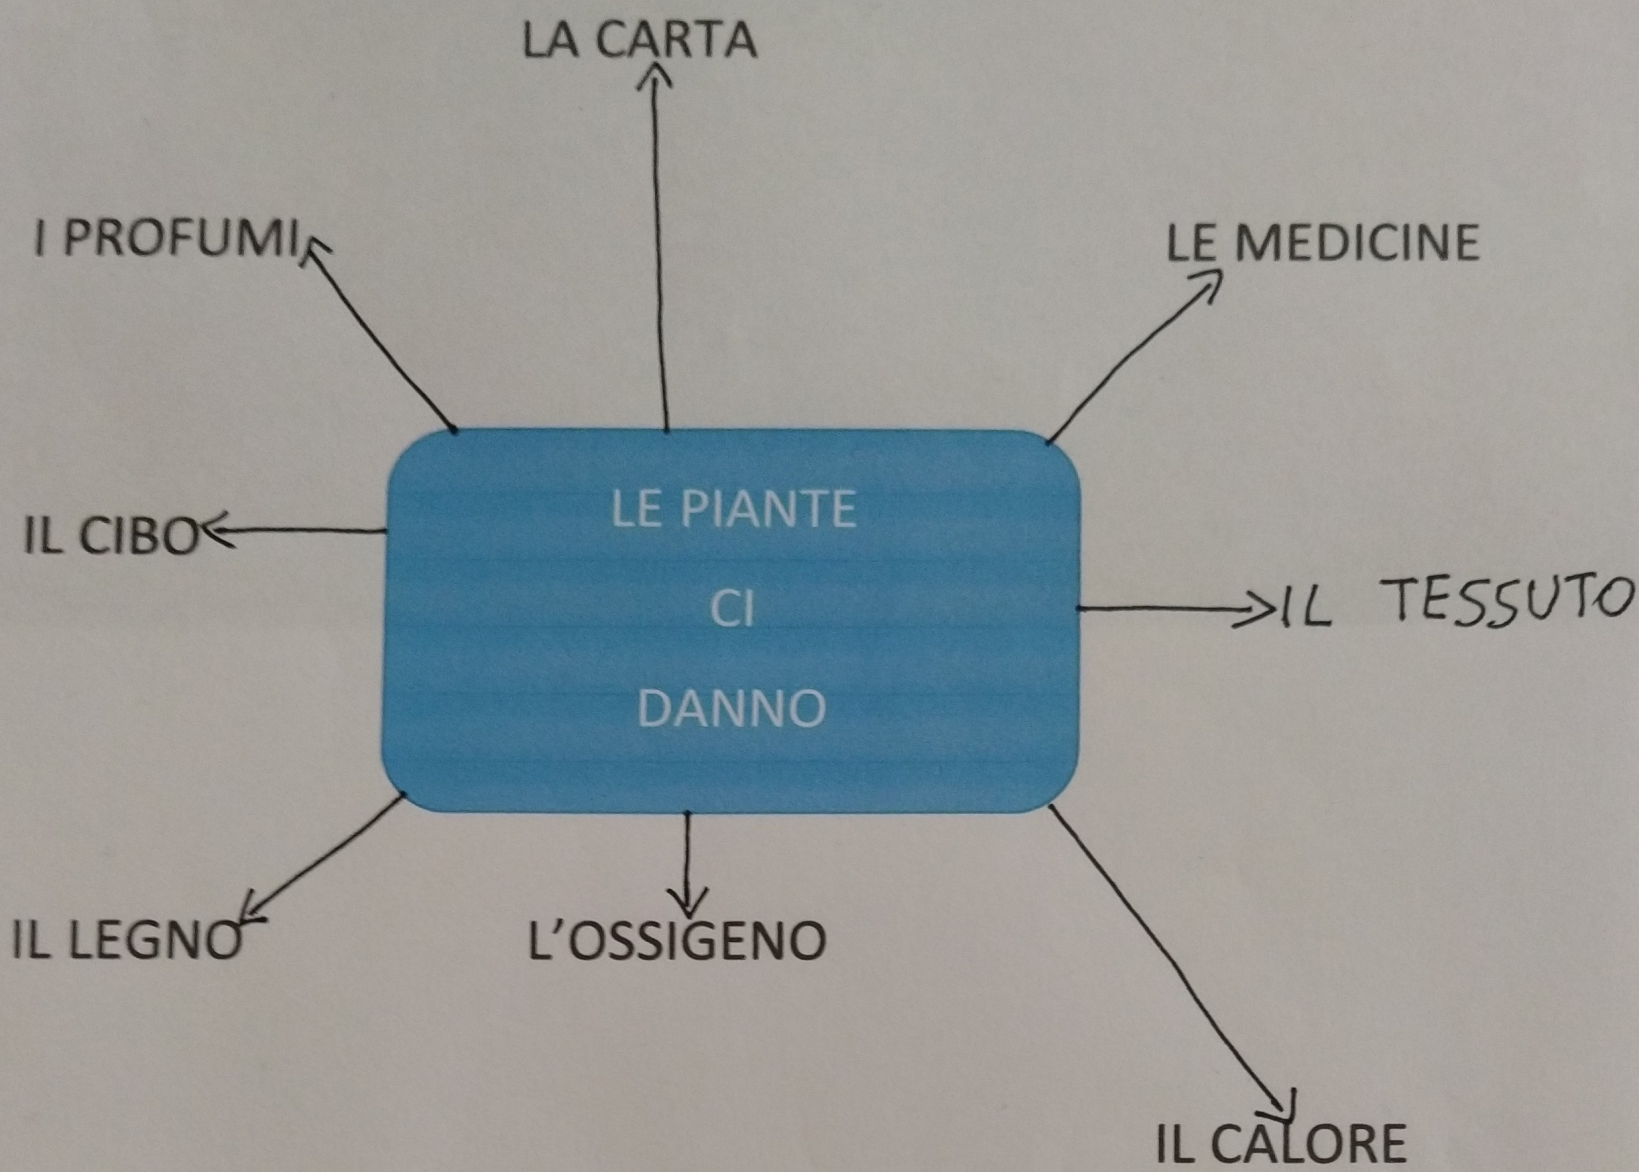 LA CARTA
I PROFUMI
LE MEDICINE
LE PIANTE
IL CIBO
CI
IL TESSUTO
DANNO
IL LEGNO
L'OSSIGENO
IL CALORE